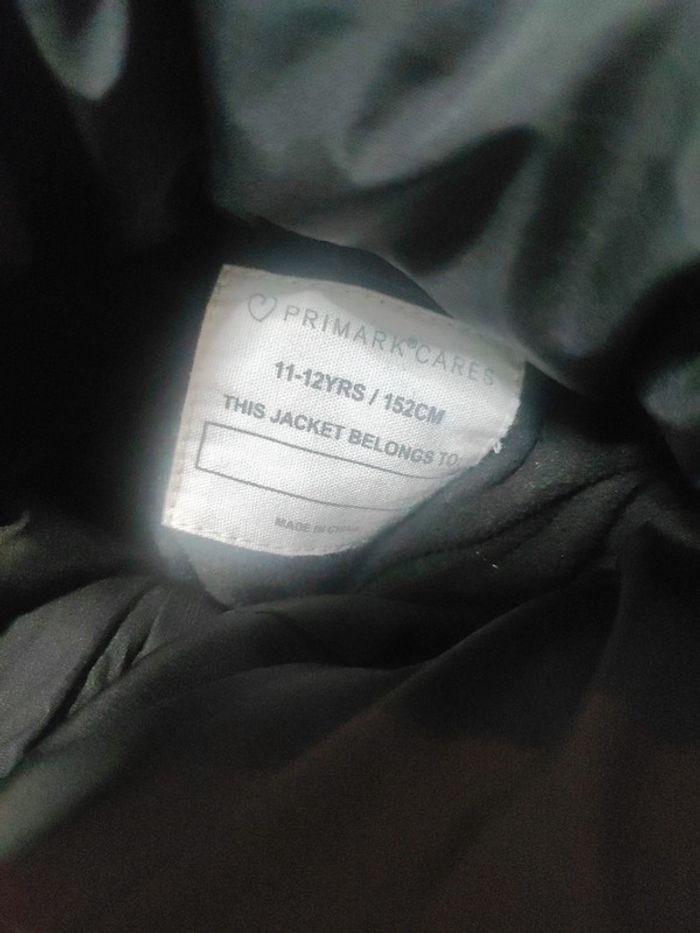 PRIMARK® CARES
11-12YRS / 152CM
THIS JACKET BELONGS TO
MADE IN CHINA